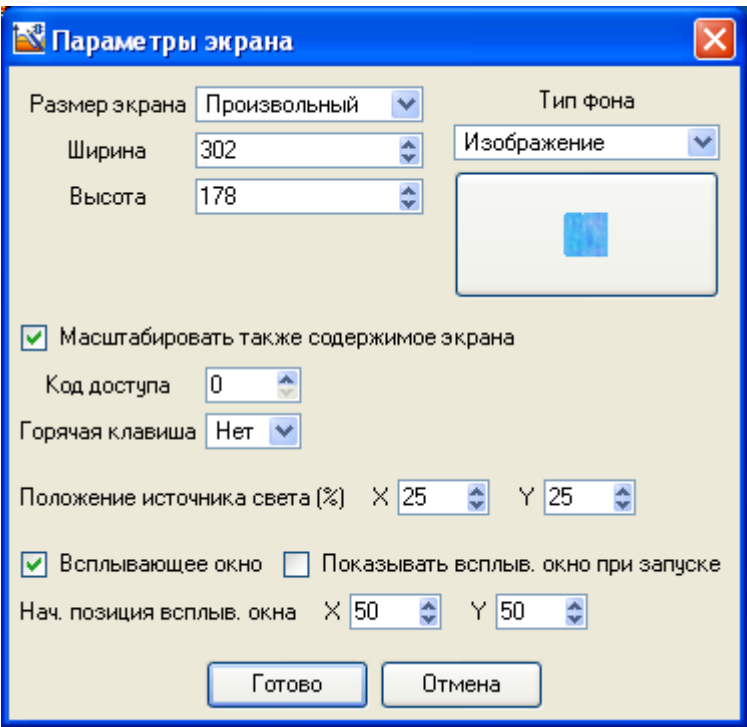 Параметры экрана
Размер экрана Произвольный
Тип фона
Ширина 302
Изображение
Высота 178
Масштабировать также содержимое экрана
Код доступа 0
Горячая клавиша Нет
Положение источника света (%) X 25 Y 25
Всплывающее окно Показывать всплыв. окно при запуске
Нач. позиция всплыв. окна X 50 Y 50
Готово Отмена